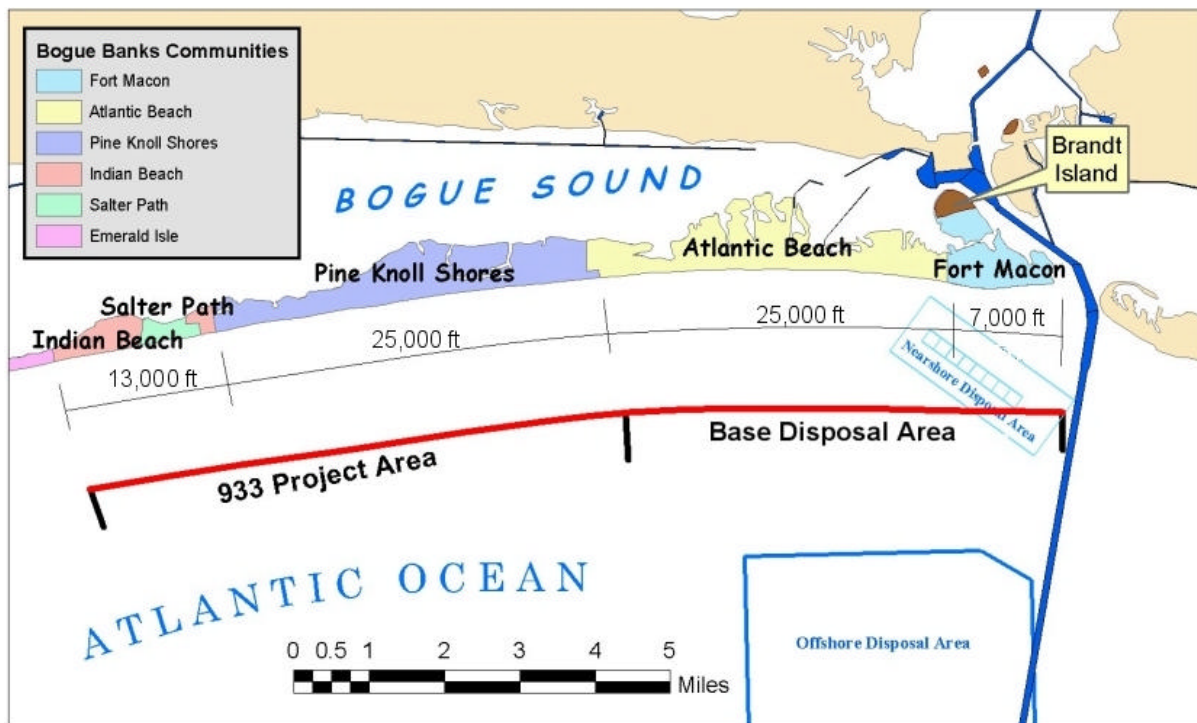 Bogue Banks Communities
Fort Macon
Atlantic Beach
Pine Knoll Shores
Indian Beach
Salter Path
Emerald Isle
Brandt
Island
BOGUE SOUND
Atlantic Beach
Pine Knoll Shores
Fort Macon
Salter Path
Indian Beach
25,000 ft
7,000 ft
25,000 ft
13,000 ft
Nearshore Disposal Area
Base Disposal Area
933 Project Area
ATLANTIC OCEAN
Offshore Disposal Area
0 0.5 1 2 3 4 5
Miles